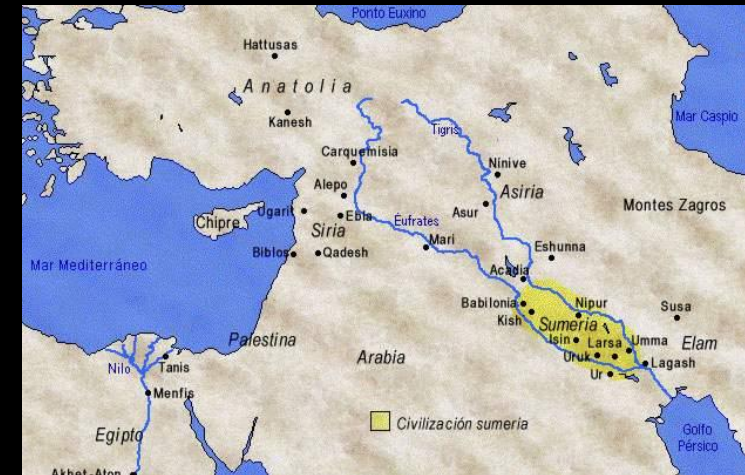 Ponto Euxino
Hattusas
Anatolia
Kanesh
Mar Caspio
Tigris
Carquemisia
Ninive
Alepo
Asiria
Montes Zagros
Asur
Ugarit
Ebla
Chipre
Siria
Éufrates
Mari
Eshunna
Biblos
Qadesh
Mar Mediterráneo
Acadia
Babilonia
Nipur
Susa
Kish
Sumeria
Palestina
Isin
Larsa
Umma
Elam
Arabia
Uruk
Lagash
Nilo
Tanis
Ur
Menfis
Civilización sumeria
Golfo
Pérsico
Egipto
Akhet-Aton